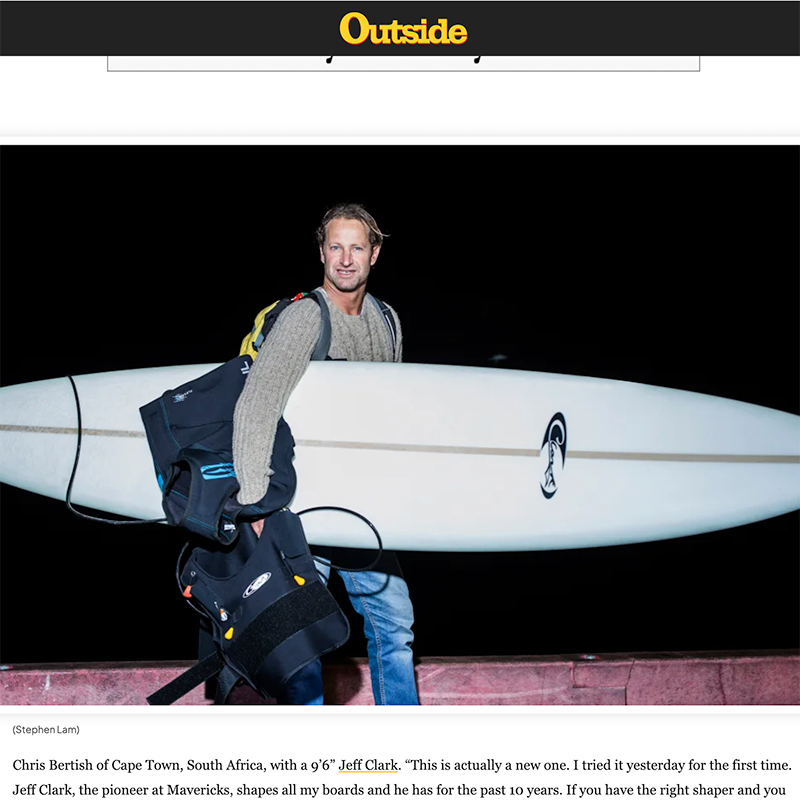 Outside
(Stephen Lam)
Chris Bertish of Cape Town, South Africa, with a 9’6” Jeff Clark. “This is actually a new one. I tried it yesterday for the first time.
Jeff Clark, the pioneer at Mavericks, shapes all my boards and he has for the past 10 years. If you have the right shaper and you